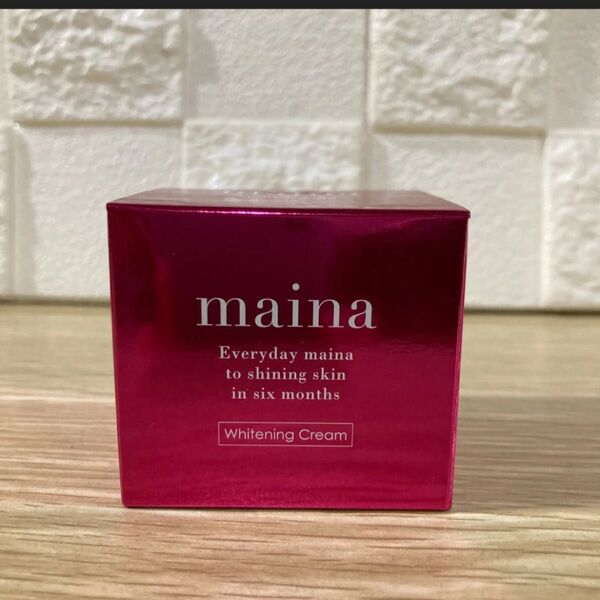 maina
Everyday maina
to shining skin
in six months
Whitening Cream